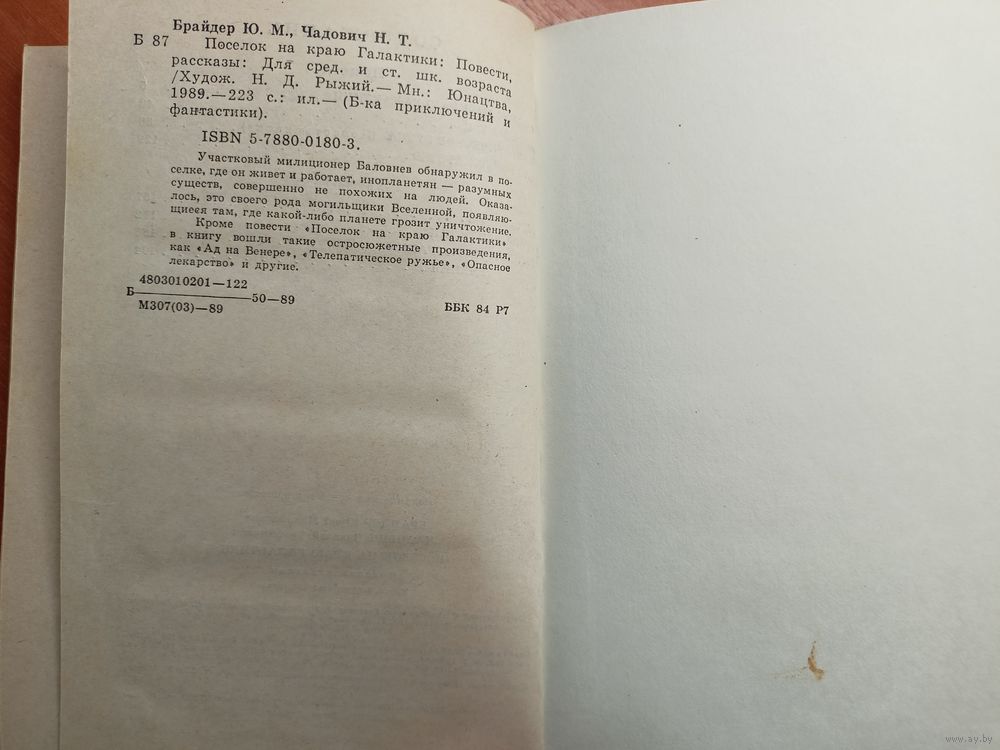 Брайдер Ю. М., Чадович Н. Т.
Б 87 Поселок на краю Галактики: Повести,
рассказы: Для сред. и ст. шк. возраста
/Худож. Н. Д. Рыжий.— Мн.: Юнацтва,
1989.—223 с.: ил.— (Б-ка приключений и
фантастики).
ISBN 5-7880-0180-3.
Участковый милиционер Баловнев обнаружил в по-
селке, где он живет и работает, инопланетян — разумных
существ, совершенно не похожих на людей. Оказа-
лось, это своего рода могильщики Вселенной, появляю-
щиеся там, где какой-либо планете грозит уничтожение.
Кроме повести «Поселок на краю Галактики»
в книгу вошли такие остросюжетные произведения,
как «Ад на Венере», «Телепатическое ружье», «Опасное
лекарство» и другие.
4803010201—122
Б 50—89
М307(03)—89
ББК 84 Р7
www.ay.by